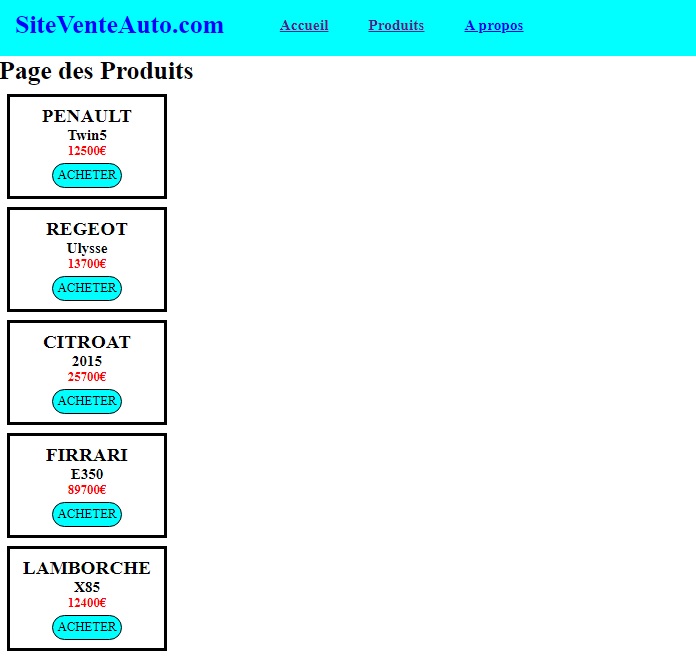 SiteVenteAuto.com Accueil Produits A propos
Page des Produits
PENAULT
Twin5
12500€
ACHETER
REGEOT
Ulysse
13700€
ACHETER
CITROAT
2015
25700€
ACHETER
FIRRARI
E350
89700€
ACHETER
LAMBORCHE
X85
12400€
ACHETER